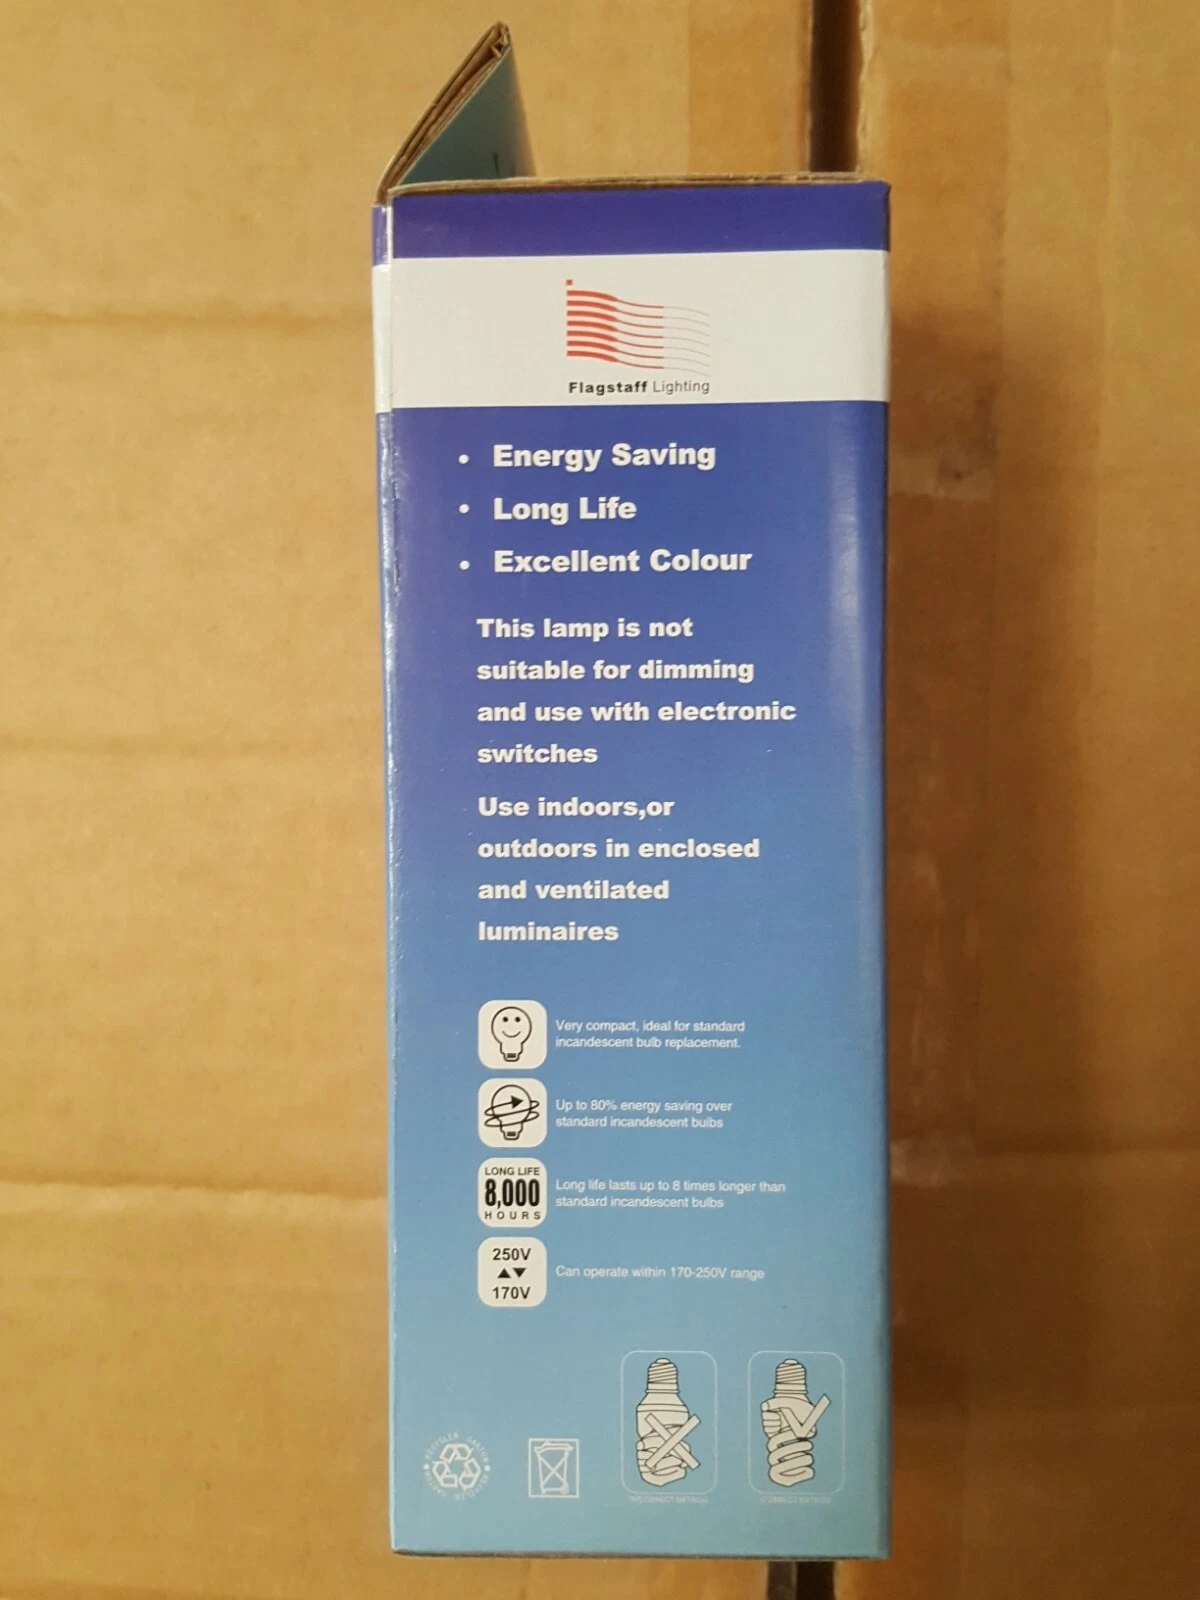 Flagstaff Lighting
• Energy Saving
• Long Life
• Excellent Colour
This lamp is not
suitable for dimming
and use with electronic
switches
Use indoors,or
outdoors in enclosed
and ventilated
luminaires
Very compact, ideal for standard
incandescent bulb replacement.
Up to 80% energy saving over
standard incandescent bulbs
LONG LIFE
8,000
HOURS
Long life lasts up to 8 times longer than
standard incandescent bulbs
250V
▲▼
170V
Can operate within 170-250V range